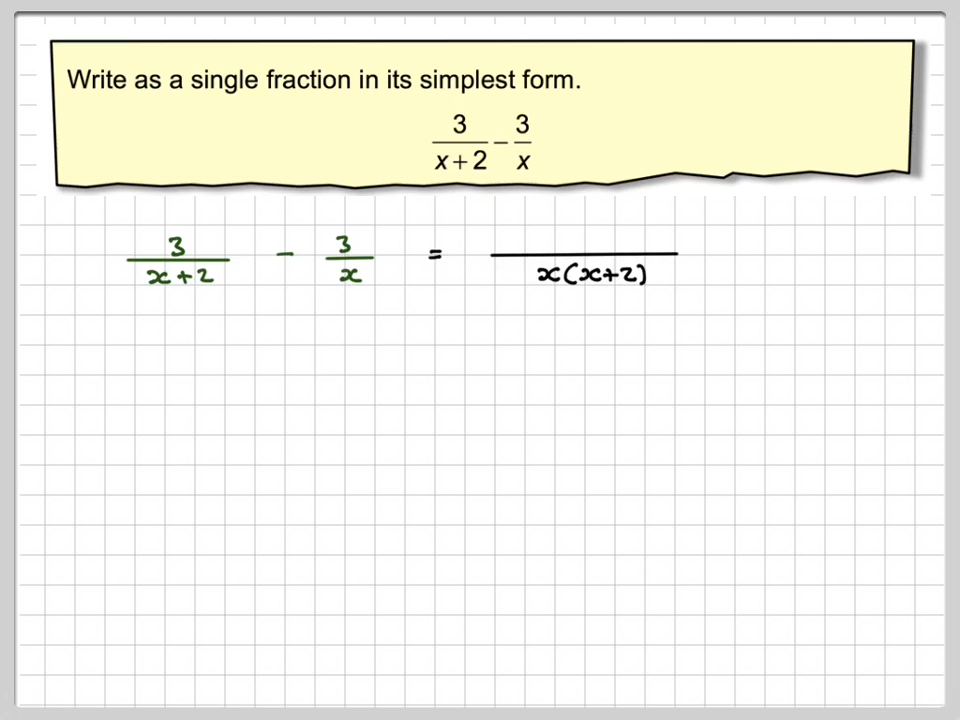 Write as a single fraction in its simplest form.
3/(x+2) − 3/x
3/(x+2) - 3/x = /(x(x+2))